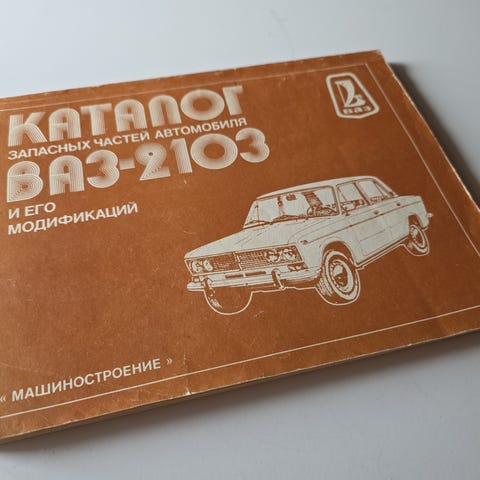 КАТАЛОГ
ЗАПАСНЫХ ЧАСТЕЙ АВТОМОБИЛЯ
ВАЗ-2103
И ЕГО
МОДИФИКАЦИЙ
ВАЗ
« МАШИНОСТРОЕНИЕ »